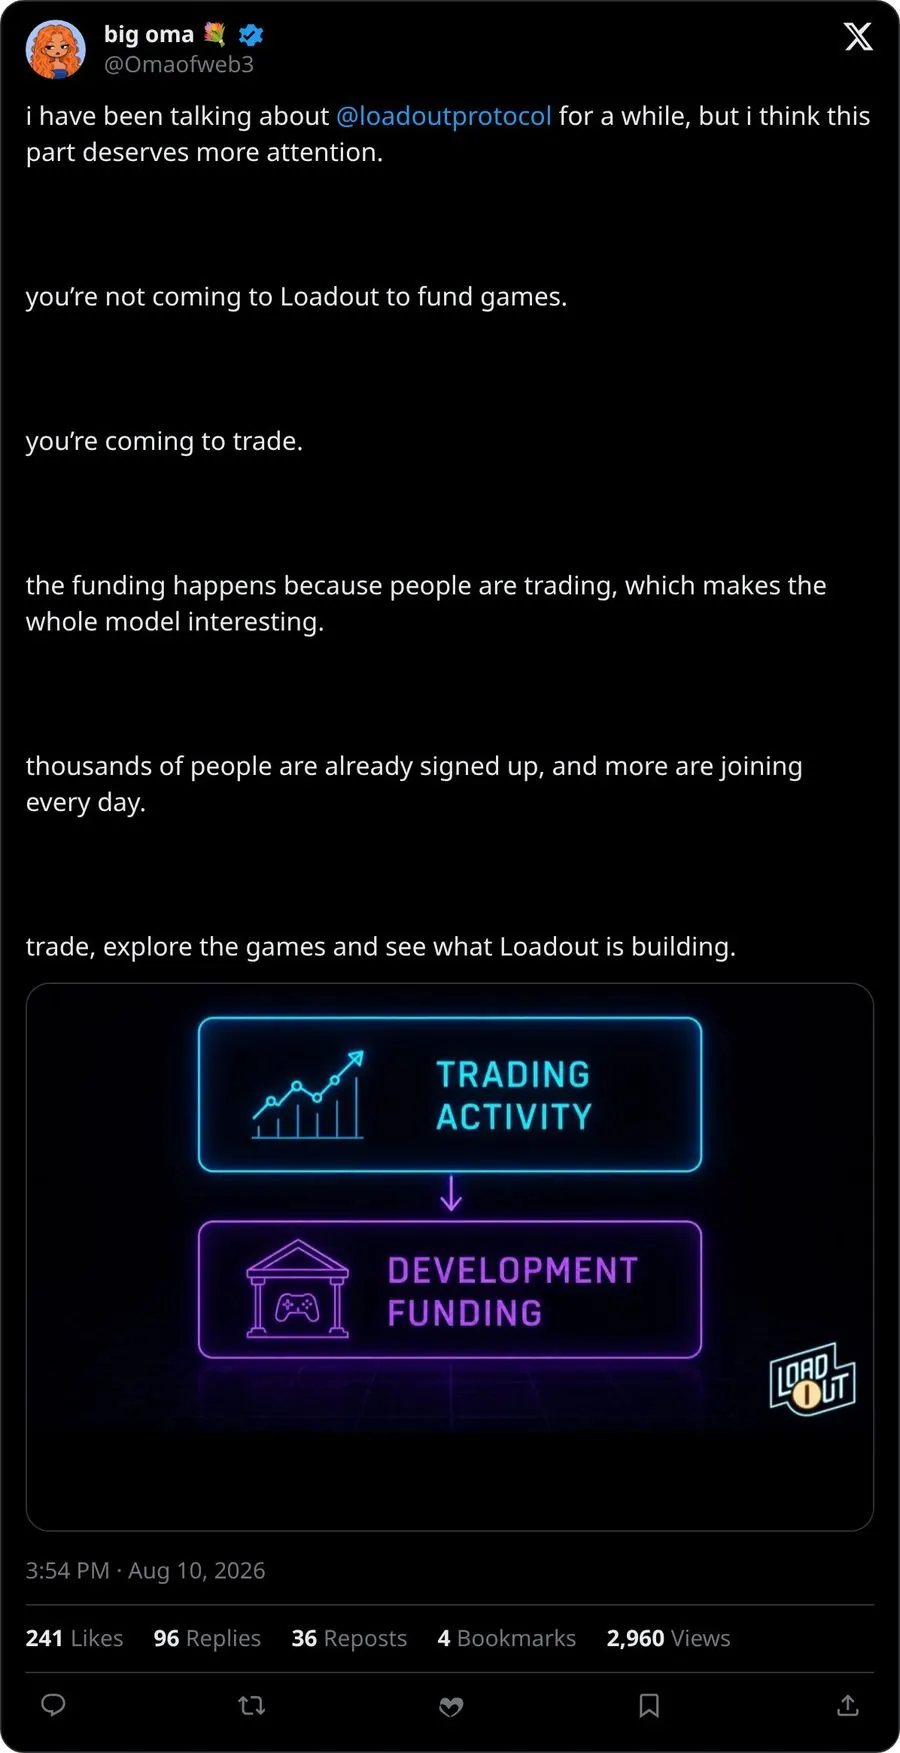 big oma
@Omaofweb3
i have been talking about @loadoutprotocol for a while, but i think this
part deserves more attention.
you’re not coming to Loadout to fund games.
you’re coming to trade.
the funding happens because people are trading, which makes the
whole model interesting.
thousands of people are already signed up, and more are joining
every day.
trade, explore the games and see what Loadout is building.
TRADING
ACTIVITY
DEVELOPMENT
FUNDING
LOAD
OUT
3:54 PM · Aug 10, 2026
241 Likes 96 Replies 36 Reposts 4 Bookmarks 2,960 Views